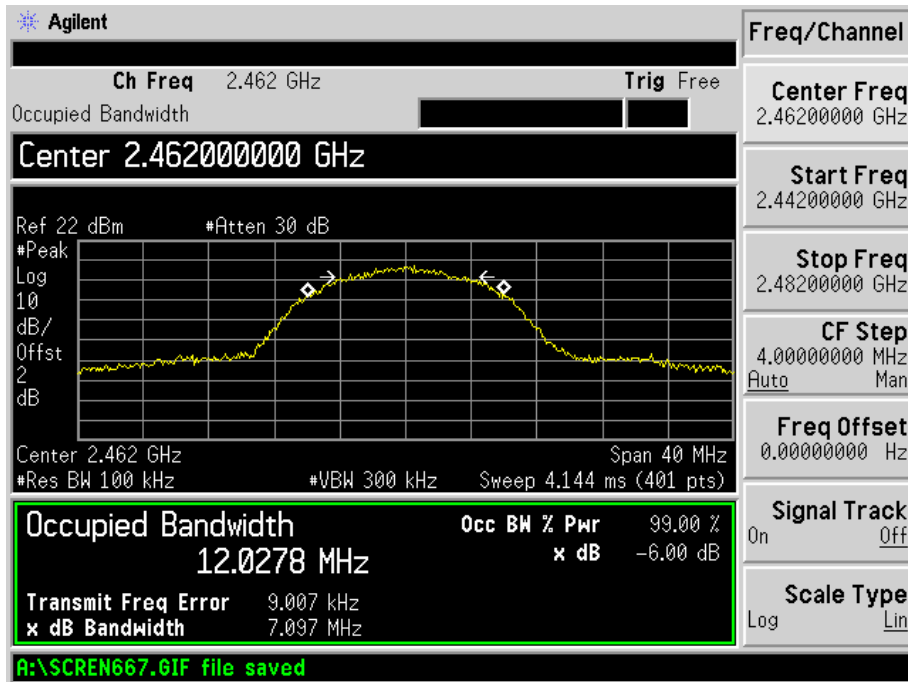 Agilent
Ch Freq 2.462 GHz Trig Free
Occupied Bandwidth
Center 2.462000000 GHz
Ref 22 dBm #Atten 30 dB
#Peak
Log
10
dB/
Offst
2
dB
Center 2.462 GHz Span 40 MHz
#Res BW 100 kHz #VBW 300 kHz Sweep 4.144 ms (401 pts)
Occupied Bandwidth
12.0278 MHz
Occ BW % Pwr 99.00 %
x dB -6.00 dB
Transmit Freq Error 9.007 kHz
x dB Bandwidth 7.097 MHz
A:\SCREN667.GIF file saved
Freq/Channel
Center Freq
2.46200000 GHz
Start Freq
2.44200000 GHz
Stop Freq
2.48200000 GHz
CF Step
4.00000000 MHz
Auto Man
Freq Offset
0.00000000 Hz
Signal Track
On Off
Scale Type
Log Lin